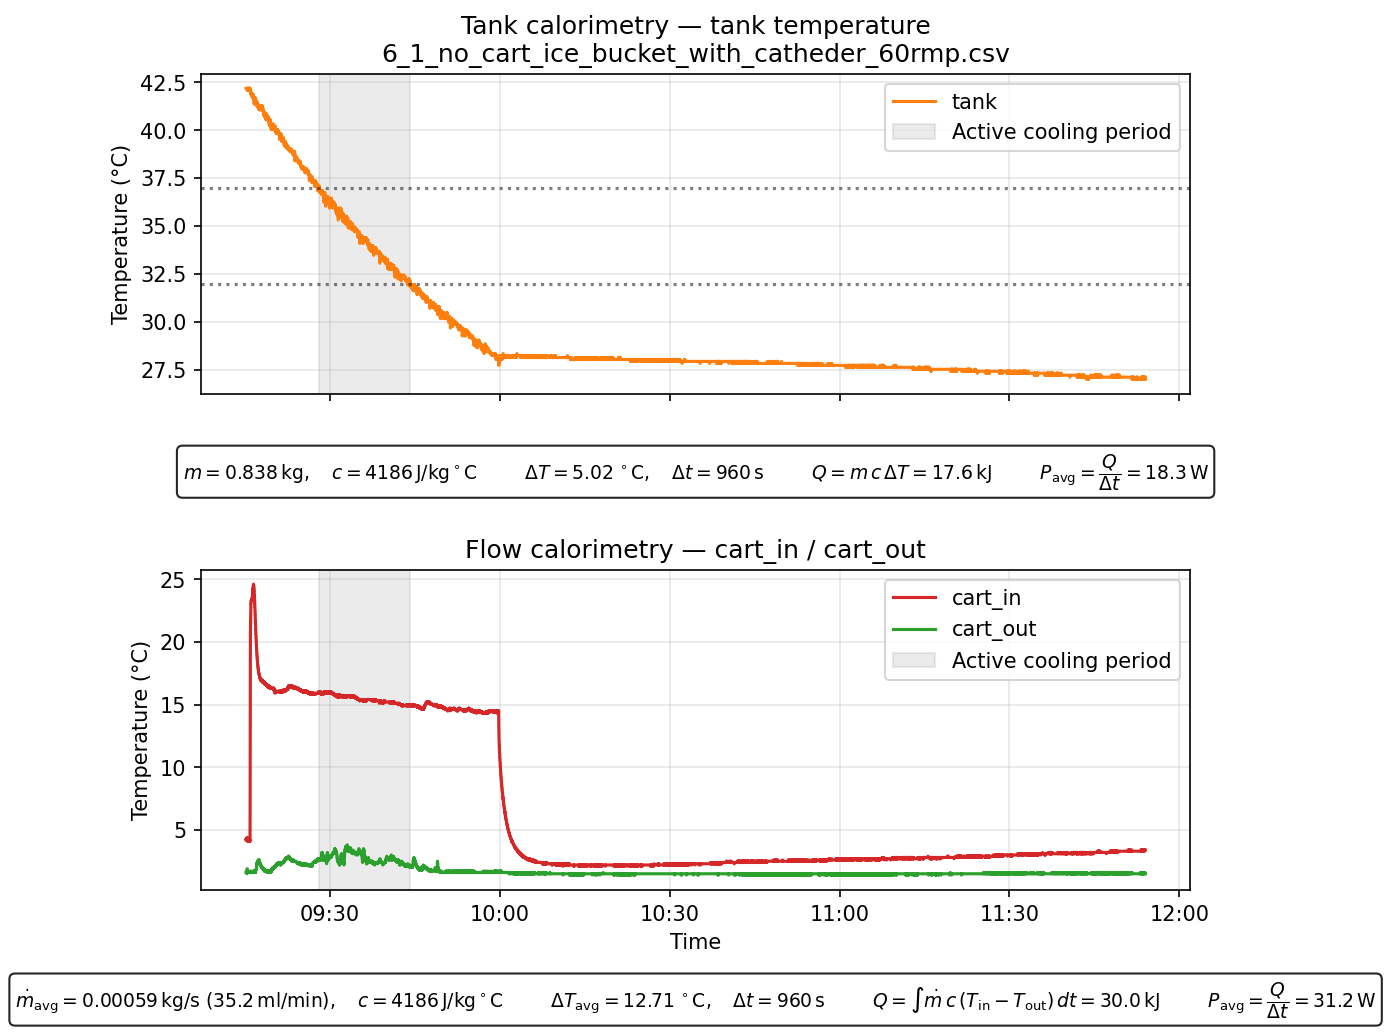 Tank calorimetry — tank temperature
6_1_no_cart_ice_bucket_with_catheder_60rmp.csv
Temperature (°C)
42.5
40.0
37.5
35.0
32.5
30.0
27.5
tank
Active cooling period
m = 0.838 kg, c = 4186 J/kg°C ΔT = 5.02 °C, Δt = 960 s Q = m c ΔT = 17.6 kJ P_avg = Q/Δt = 18.3 W
Flow calorimetry — cart_in / cart_out
Temperature (°C)
25
20
15
10
5
cart_in
cart_out
Active cooling period
09:30 10:00 10:30 11:00 11:30 12:00
Time
ṁ_avg = 0.00059 kg/s (35.2 ml/min), c = 4186 J/kg°C ΔT_avg = 12.71 °C, Δt = 960 s Q = ∫ṁ c (T_in − T_out) dt = 30.0 kJ P_avg = Q/Δt = 31.2 W